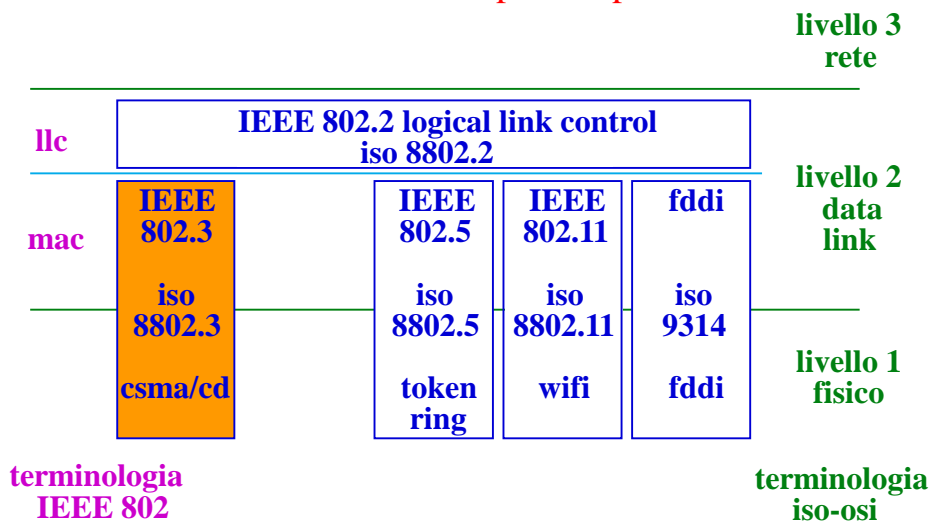 livello 3
rete
IEEE 802.2 logical link control
iso 8802.2
llc
livello 2
data
link
mac
IEEE
802.3
iso
8802.3
csma/cd
IEEE
802.5
iso
8802.5
token
ring
IEEE
802.11
iso
8802.11
wifi
fddi
iso
9314
fddi
livello 1
fisico
terminologia
IEEE 802
terminologia
iso-osi